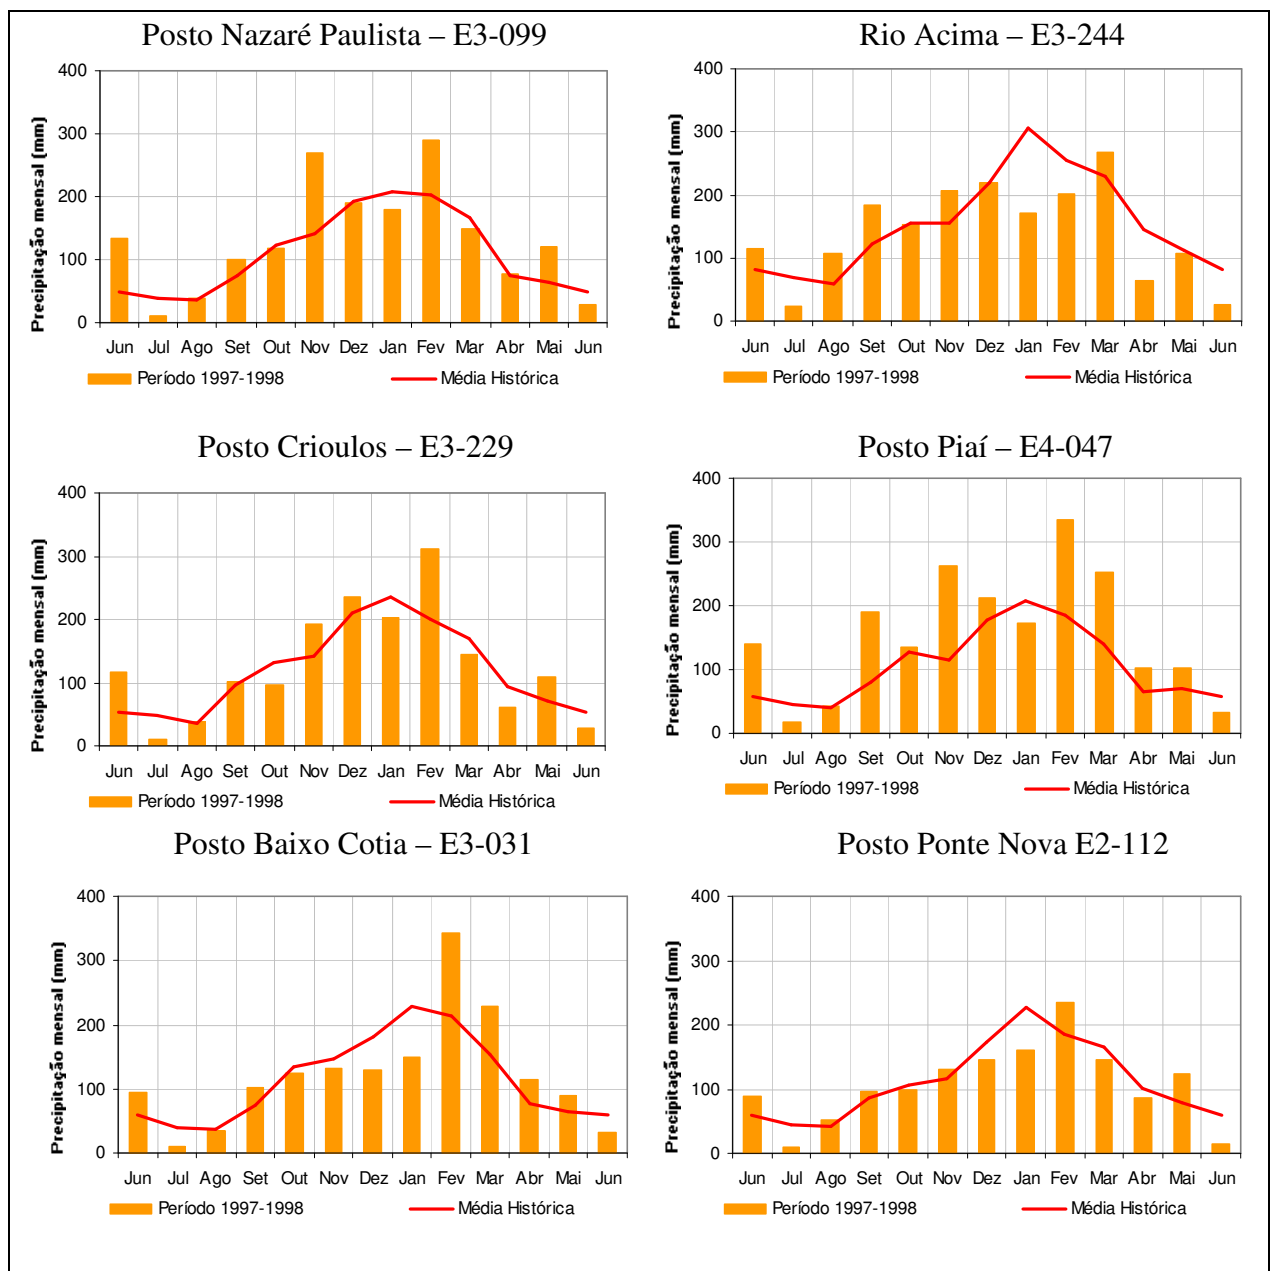 Posto Nazaré Paulista – E3-099
Precipitação mensal (mm)
400
300
200
100
0
Jun Jul Ago Set Out Nov Dez Jan Fev Mar Abr Mai Jun
Período 1997-1998 Média Histórica
Rio Acima – E3-244
Precipitação mensal (mm)
400
300
200
100
0
Jun Jul Ago Set Out Nov Dez Jan Fev Mar Abr Mai Jun
Período 1997-1998 Média Histórica
Posto Crioulos – E3-229
Precipitação mensal (mm)
400
300
200
100
0
Jun Jul Ago Set Out Nov Dez Jan Fev Mar Abr Mai Jun
Período 1997-1998 Média Histórica
Posto Piaí – E4-047
Precipitação mensal (mm)
400
300
200
100
0
Jun Jul Ago Set Out Nov Dez Jan Fev Mar Abr Mai Jun
Período 1997-1998 Média Histórica
Posto Baixo Cotia – E3-031
Precipitação mensal (mm)
400
300
200
100
0
Jun Jul Ago Set Out Nov Dez Jan Fev Mar Abr Mai Jun
Período 1997-1998 Média Histórica
Posto Ponte Nova E2-112
Precipitação mensal (mm)
400
300
200
100
0
Jun Jul Ago Set Out Nov Dez Jan Fev Mar Abr Mai Jun
Período 1997-1998 Média Histórica